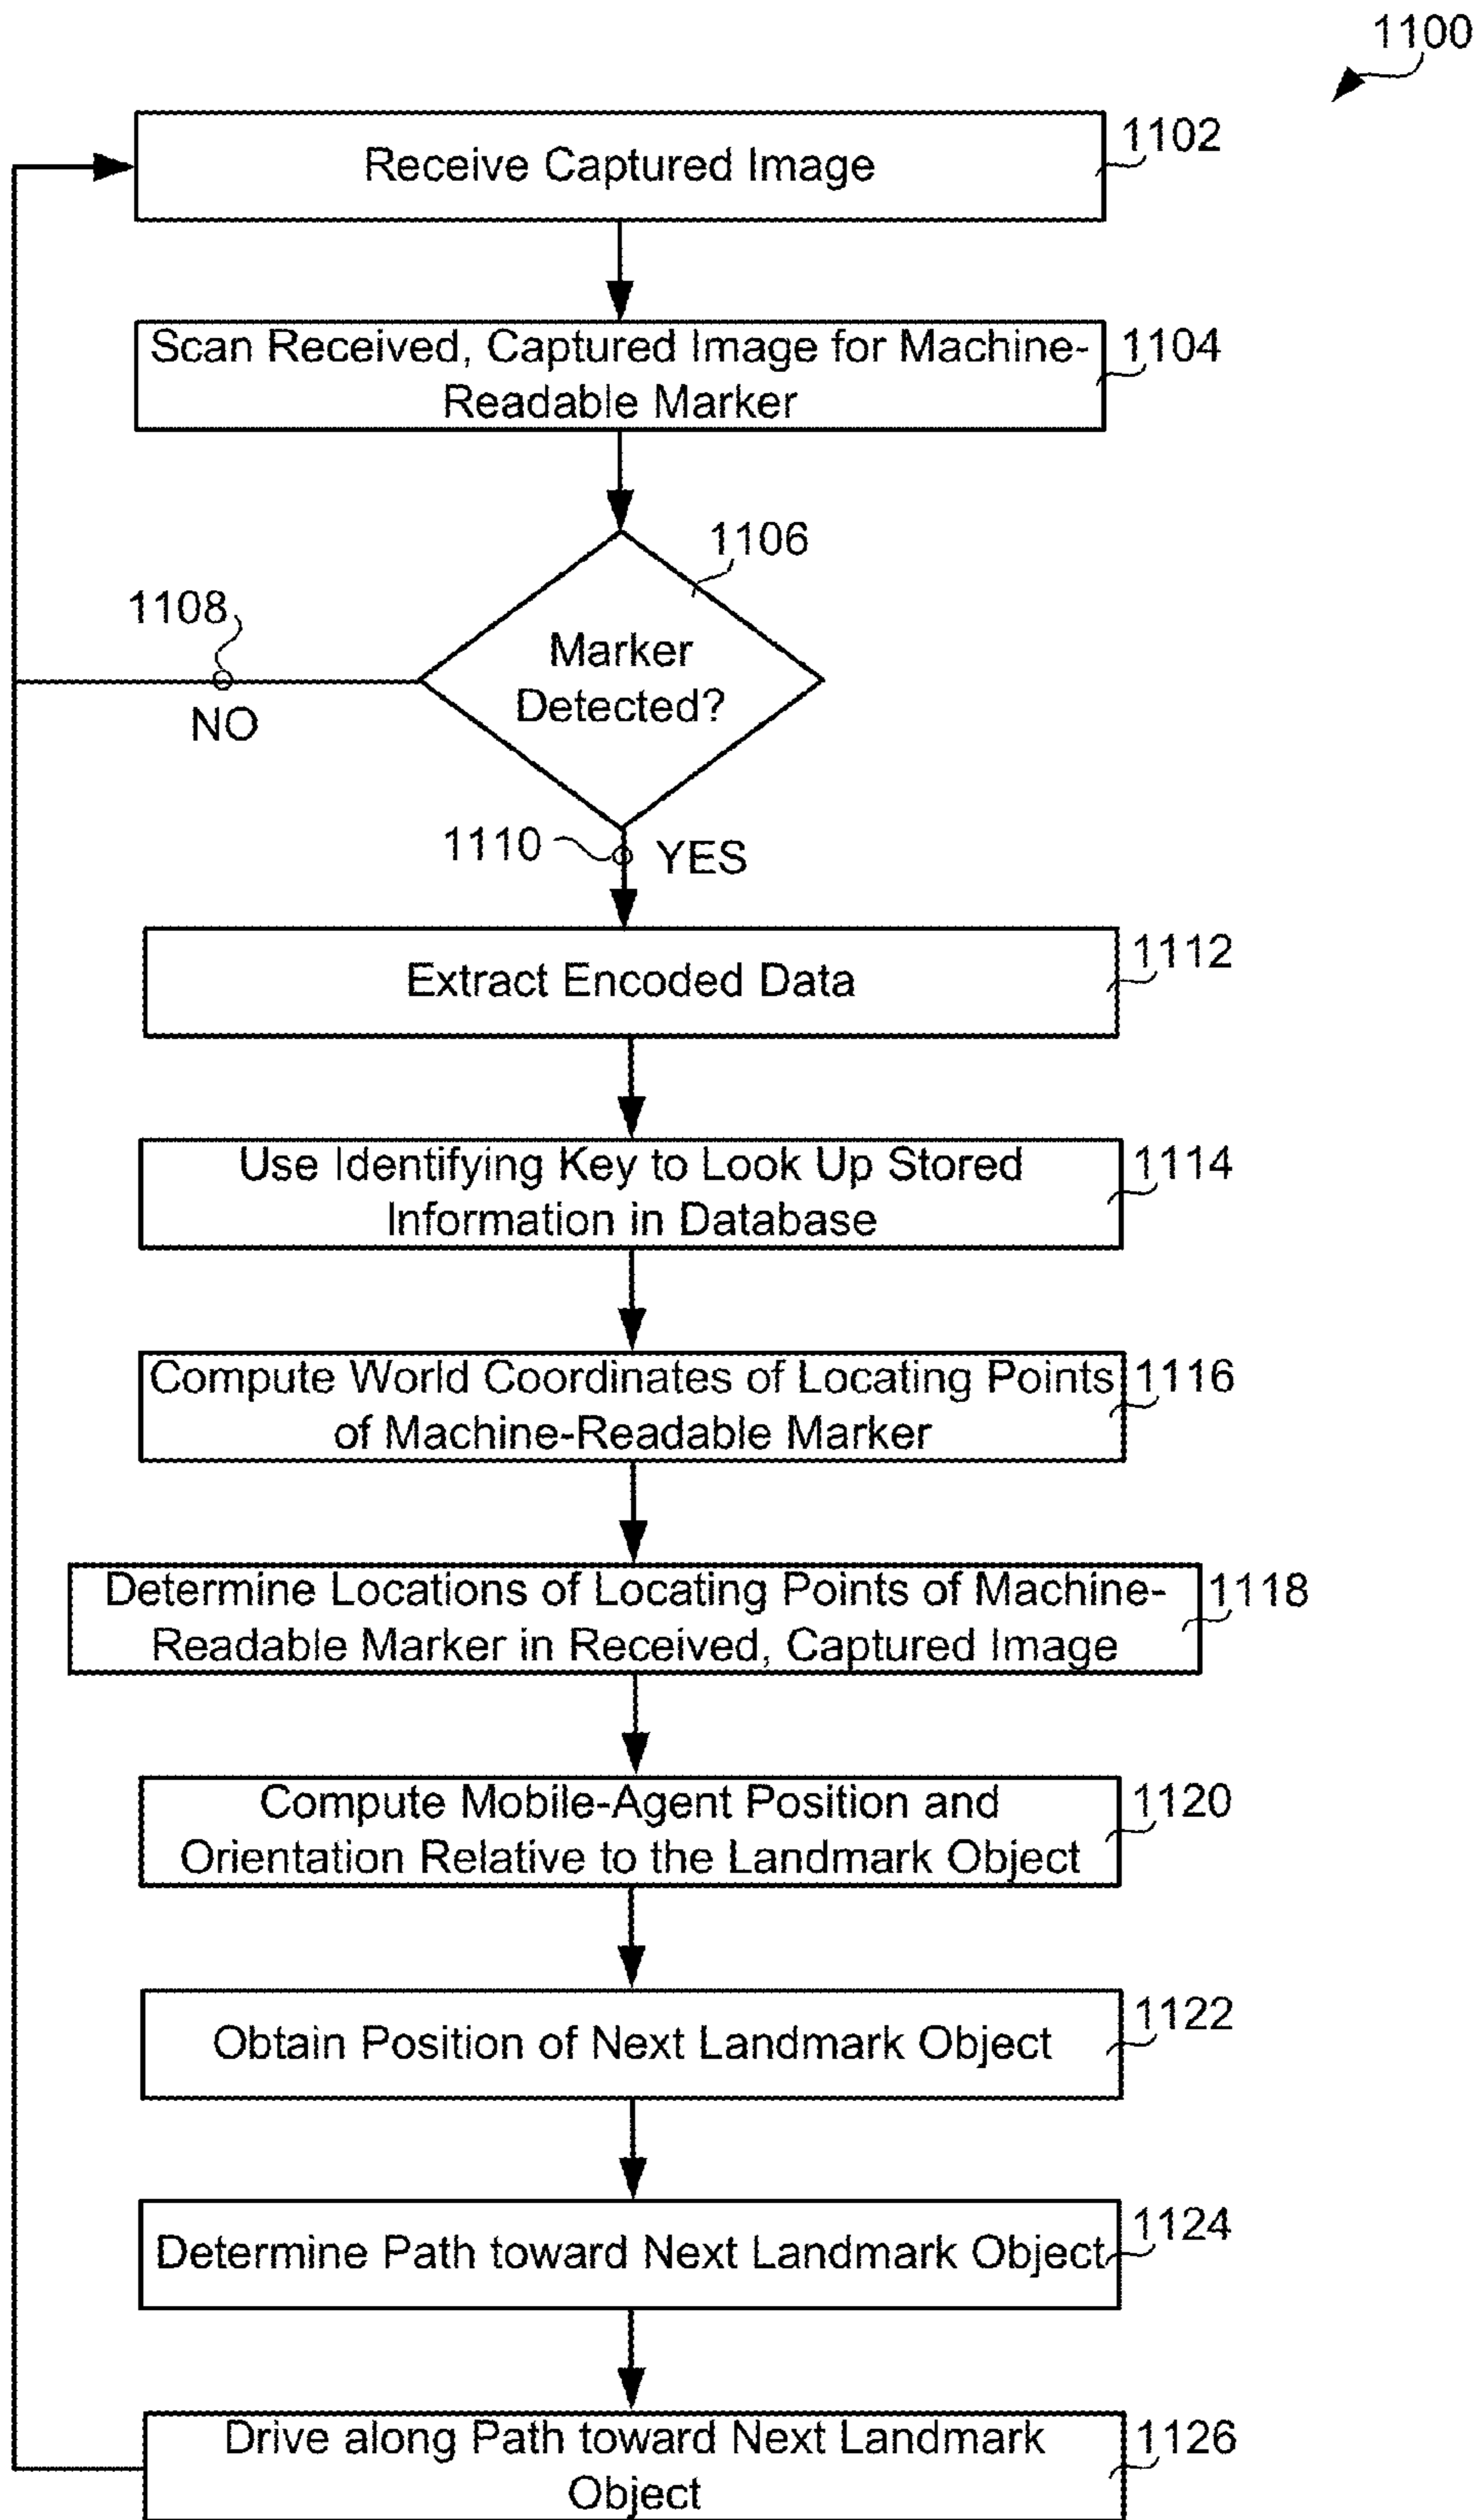 1100
Receive Captured Image
1102
Scan Received, Captured Image for Machine-
Readable Marker
1104
1106
Marker
Detected?
1108
NO
1110
YES
Extract Encoded Data
1112
Use Identifying Key to Look Up Stored
Information in Database
1114
Compute World Coordinates of Locating Points
of Machine-Readable Marker
1116
Determine Locations of Locating Points of Machine-
Readable Marker in Received, Captured Image
1118
Compute Mobile-Agent Position and
Orientation Relative to the Landmark Object
1120
Obtain Position of Next Landmark Object
1122
Determine Path toward Next Landmark Object
1124
Drive along Path toward Next Landmark
Object
1126